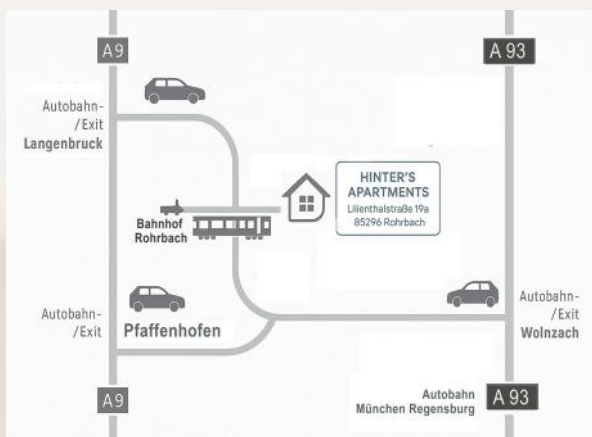 A9
A 93
Autobahn-
/Exit
Langenbruck
HINTER'S
APARTMENTS
Lilienthalstraße 19a
85296 Rohrbach
Bahnhof
Rohrbach
Autobahn-
/Exit
Pfaffenhofen
Autobahn-
/Exit
Wolnzach
A9
Autobahn
München Regensburg
A 93